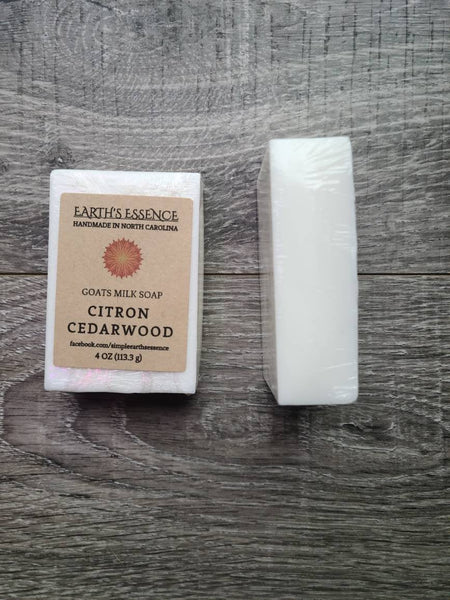 EARTH'S ESSENCE
HANDMADE IN NORTH CAROLINA
GOATS MILK SOAP
CITRON
CEDARWOOD
facebook.com/simpleearthsessence
4 OZ (113.3 g)